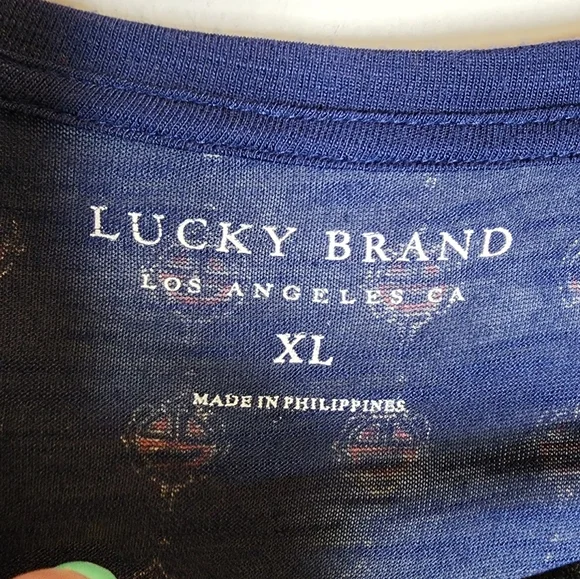 LUCKY BRAND
LOS ANGELES CA
XL
MADE IN PHILIPPINES